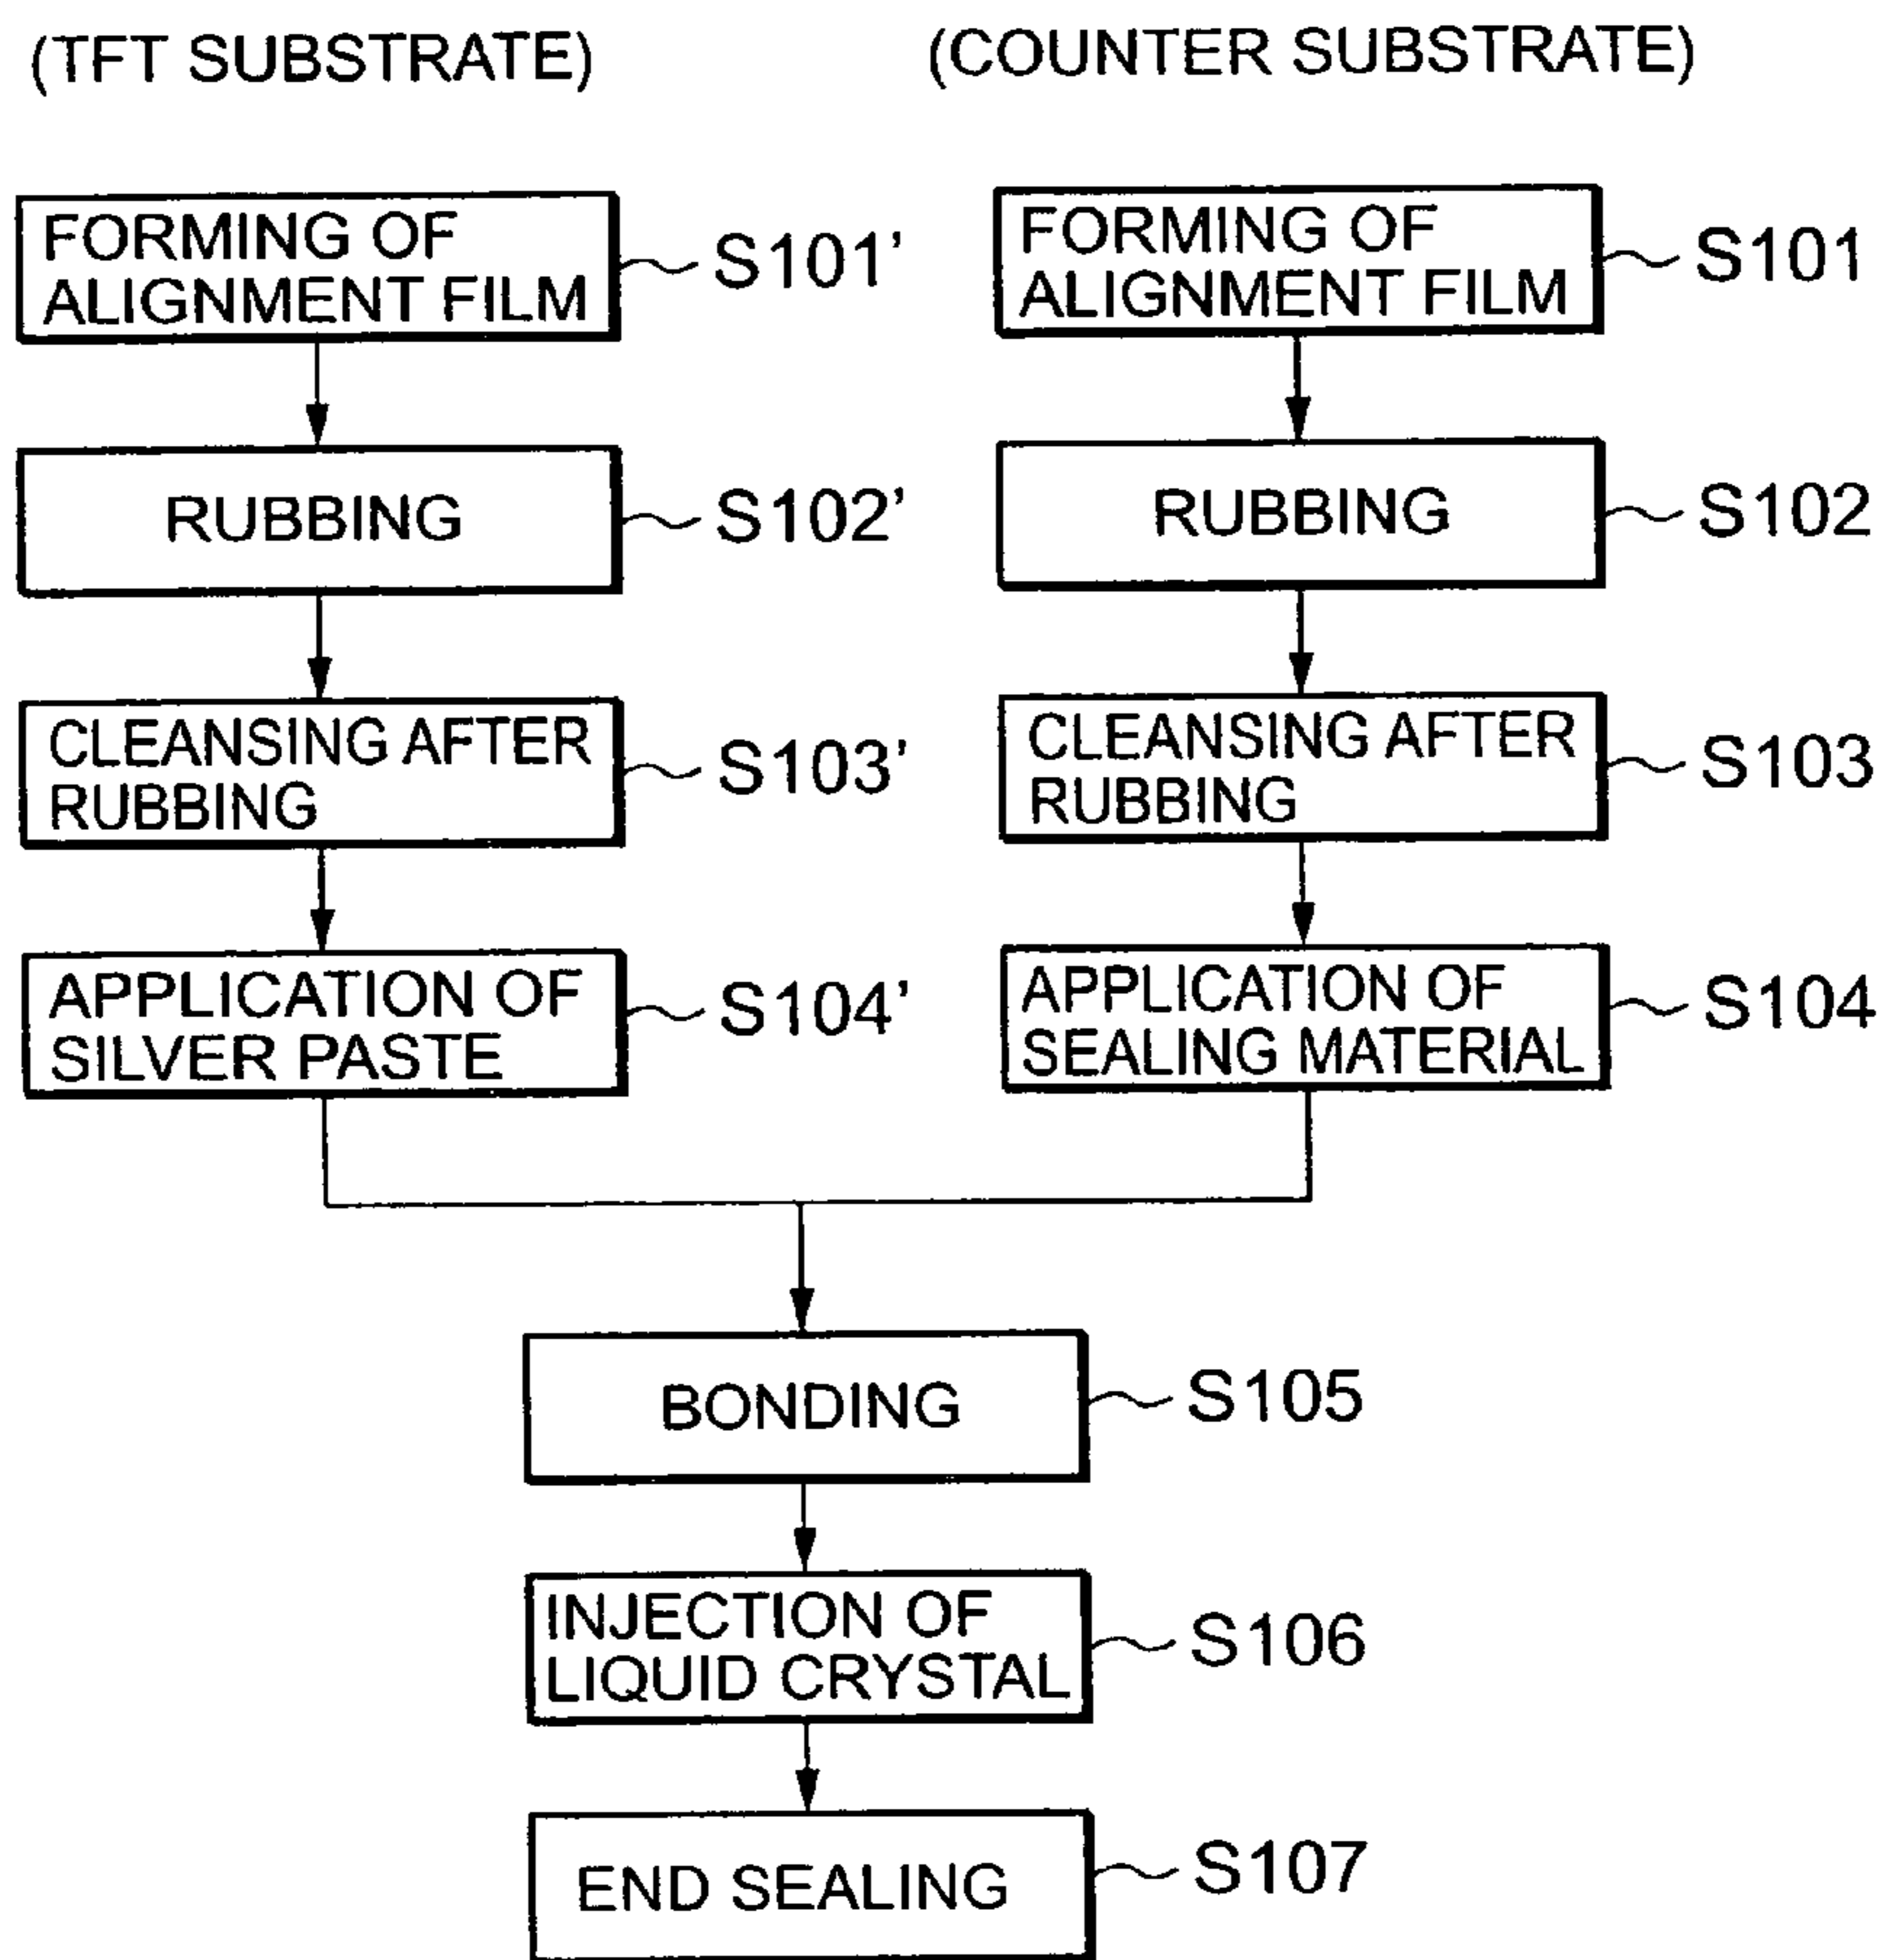 (TFT SUBSTRATE)
(COUNTER SUBSTRATE)
FORMING OF
ALIGNMENT FILM
S101’
FORMING OF
ALIGNMENT FILM
S101
RUBBING
S102’
RUBBING
S102
CLEANSING AFTER
RUBBING
S103’
CLEANSING AFTER
RUBBING
S103
APPLICATION OF
SILVER PASTE
S104’
APPLICATION OF
SEALING MATERIAL
S104
BONDING
S105
INJECTION OF
LIQUID CRYSTAL
S106
END SEALING
S107